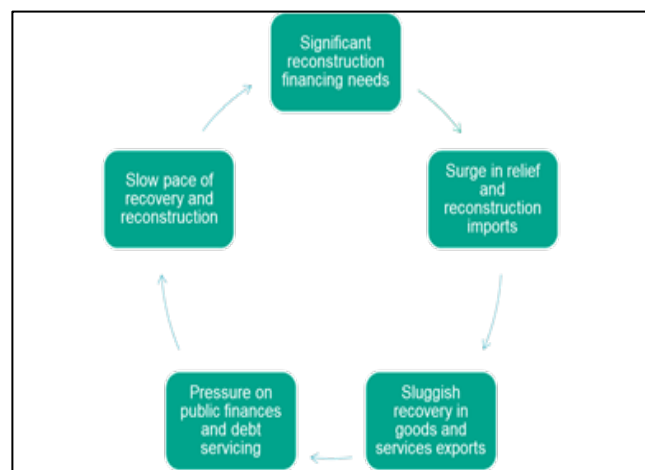 Significant
reconstruction
financing needs
Surge in relief
and
reconstruction
imports
Sluggish
recovery in
goods and
services exports
Pressure on
public finances
and debt
servicing
Slow pace of
recovery and
reconstruction